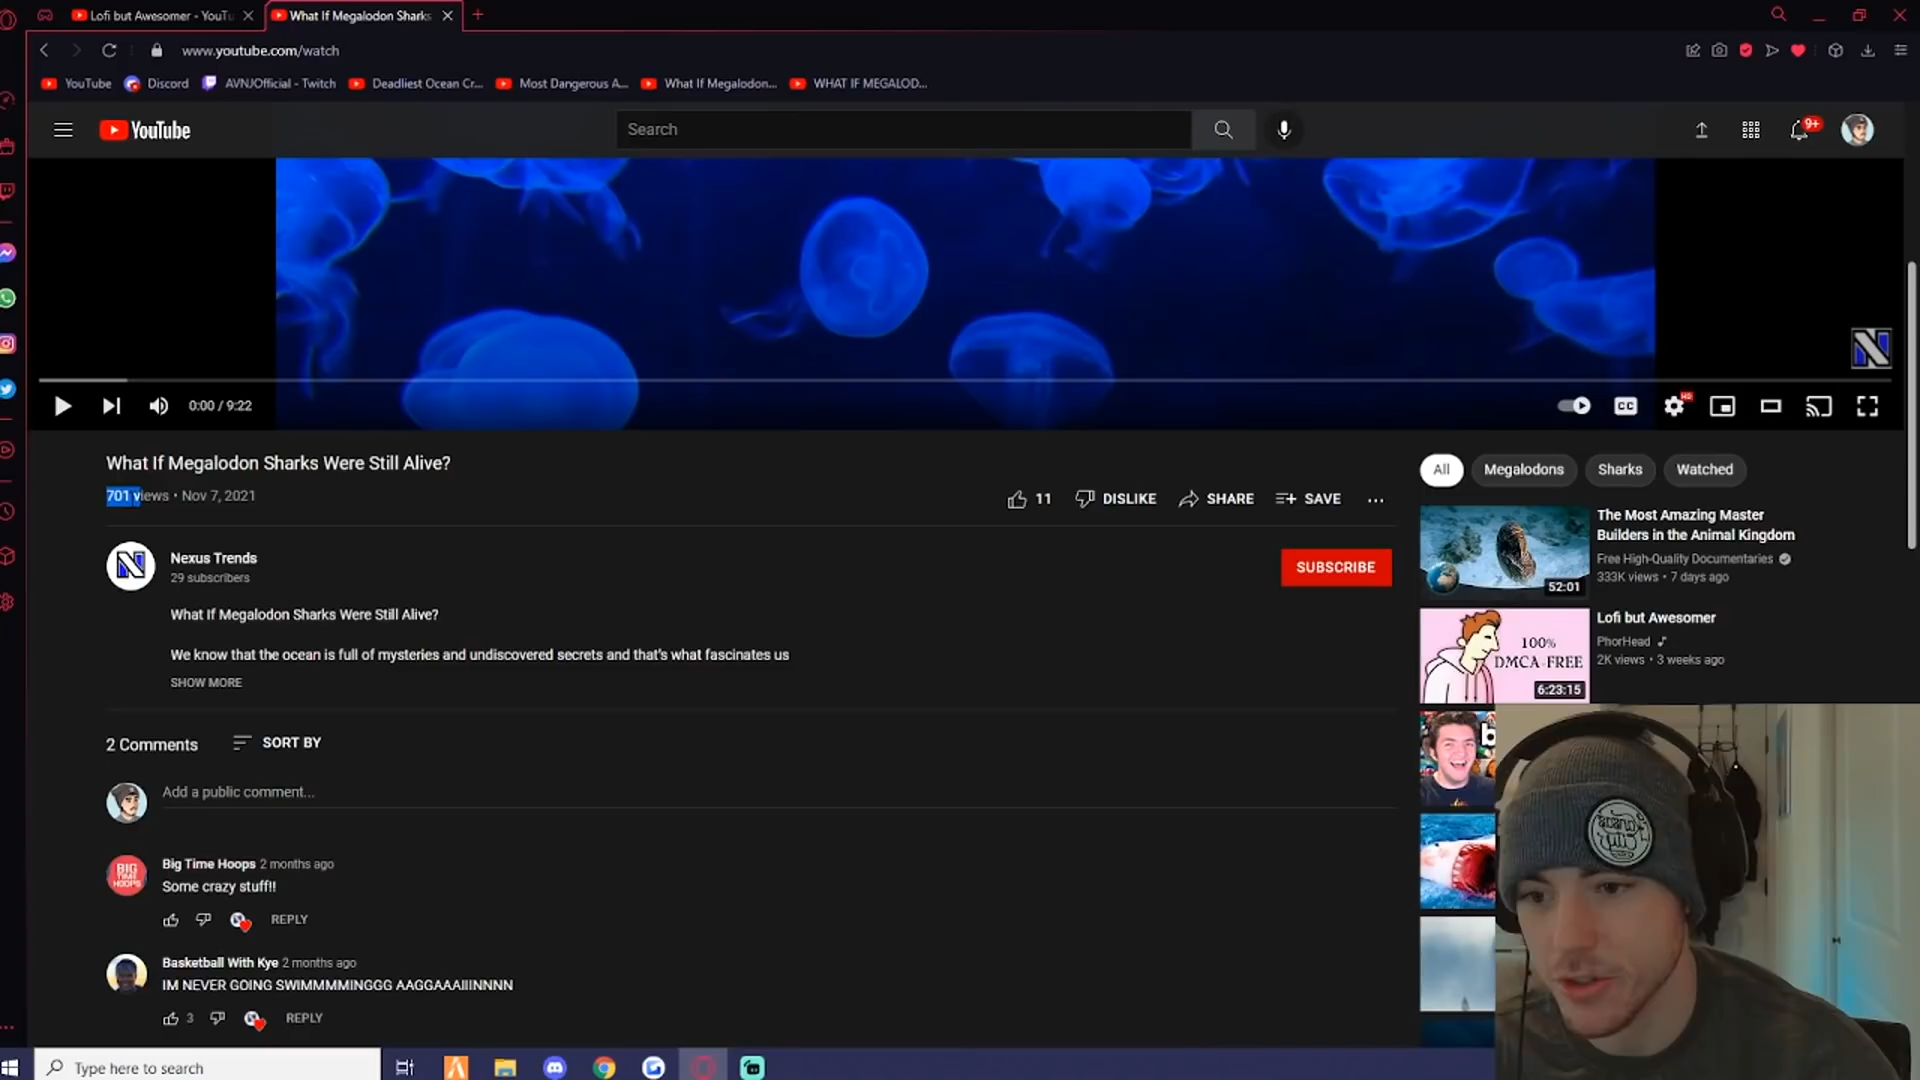 Lofi but Awesomer - YouTu
What If Megalodon Sharks
www.youtube.com/watch
YouTube
Discord
AVNJOfficial - Twitch
Deadliest Ocean Cr...
Most Dangerous A...
What If Megalodon...
WHAT IF MEGALOD...
YouTube
Search
9+
N
0:00 / 9:22
CC
HD
What If Megalodon Sharks Were Still Alive?
701 views • Nov 7, 2021
11
DISLIKE
SHARE
SAVE
N
Nexus Trends
29 subscribers
SUBSCRIBE
What If Megalodon Sharks Were Still Alive?
We know that the ocean is full of mysteries and undiscovered secrets and that's what fascinates us
SHOW MORE
2 Comments
SORT BY
Add a public comment...
BIG
TIME
HOOPS
Big Time Hoops 2 months ago
Some crazy stuff!!
REPLY
Basketball With Kye 2 months ago
IM NEVER GOING SWIMMMMINGGG AAGGAAAIIINNNN
3
REPLY
All
Megalodons
Sharks
Watched
The Most Amazing Master
Builders in the Animal Kingdom
Free High-Quality Documentaries
333K views • 7 days ago
52:01
Lofi but Awesomer
PhorHead
2K views • 3 weeks ago
100%
DMCA-FREE
6:23:15
Type here to search